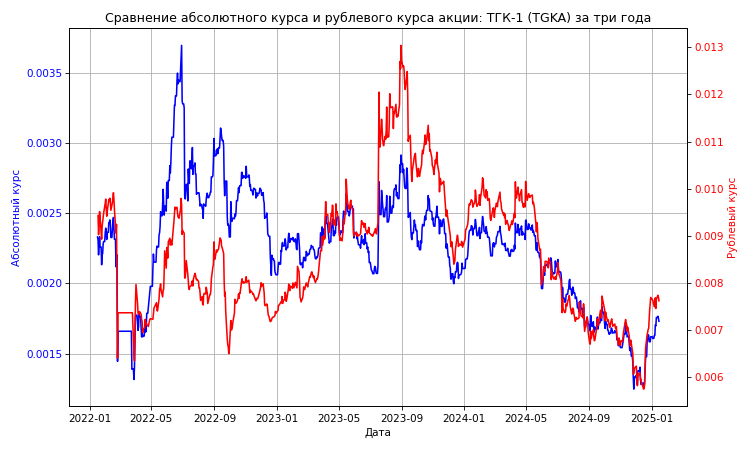 Сравнение абсолютного курса и рублевого курса акции: ТГК-1 (TGKA) за три года
Абсолютный курс
0.0035
0.0030
0.0025
0.0020
0.0015
0.013
0.012
0.011
0.010
0.009
0.008
0.007
0.006
Рублевый курс
2022-01 2022-05 2022-09 2023-01 2023-05 2023-09 2024-01 2024-05 2024-09 2025-01
Дата